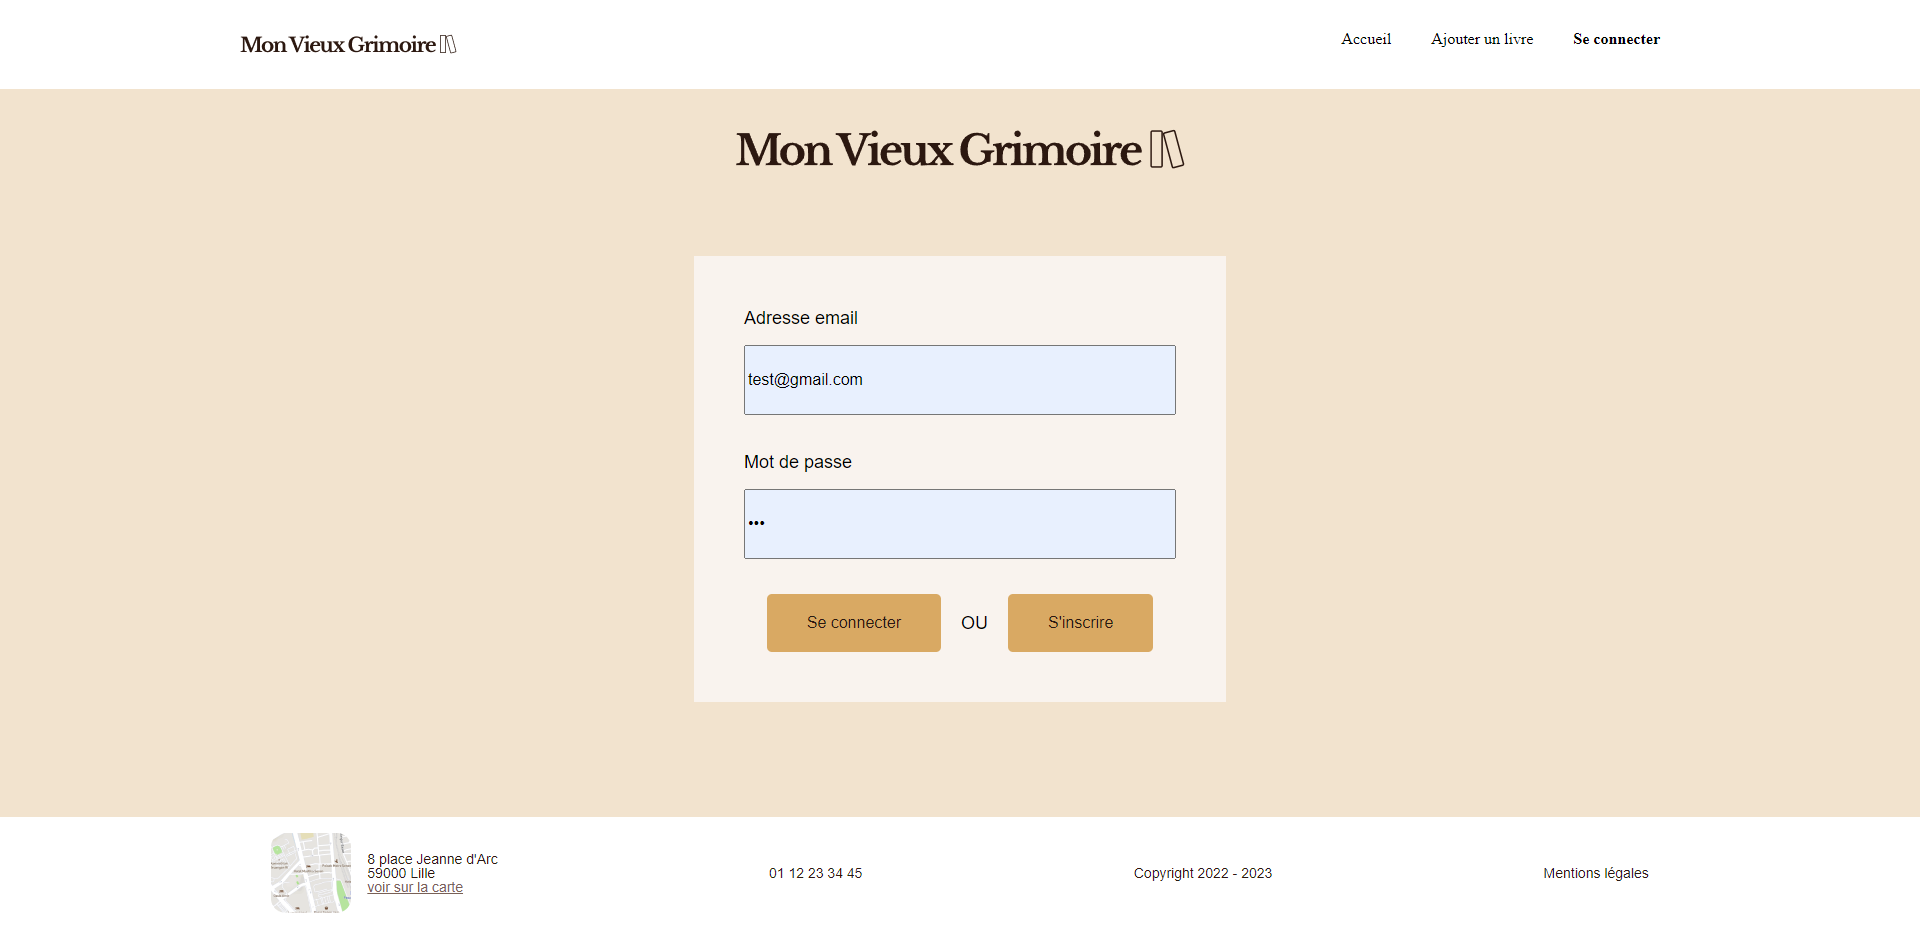 Mon Vieux Grimoire
Accueil
Ajouter un livre
Se connecter
Mon Vieux Grimoire
Adresse email
test@gmail.com
Mot de passe
•••
Se connecter
OU
S'inscrire
8 place Jeanne d'Arc
59000 Lille
voir sur la carte
01 12 23 34 45
Copyright 2022 - 2023
Mentions légales